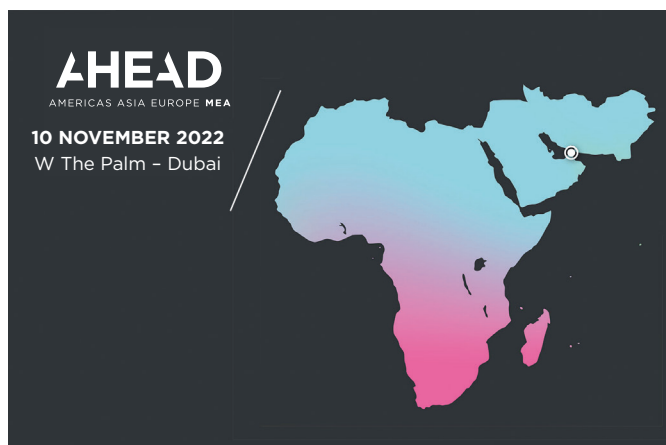 AHEAD
AMERICAS ASIA EUROPE MEA
10 NOVEMBER 2022
W The Palm – Dubai